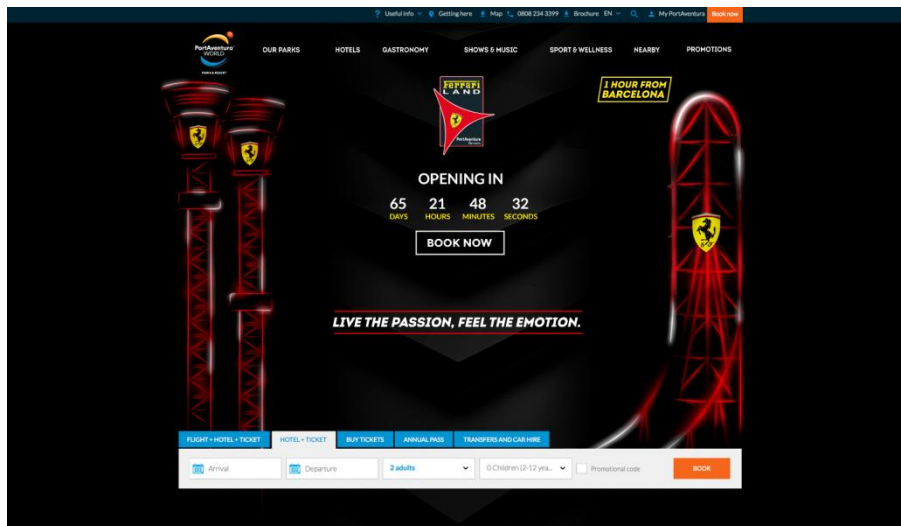 Useful info Getting here Map 0808 234 3399 Brochure EN My PortAventura Book now
PortAventura
WORLD
PARKS & RESORT
OUR PARKS HOTELS GASTRONOMY SHOWS & MUSIC SPORT & WELLNESS NEARBY PROMOTIONS
Ferrari
LAND
PortAventura
1 HOUR FROM
BARCELONA
OPENING IN
65 21 48 32
DAYS HOURS MINUTES SECONDS
BOOK NOW
LIVE THE PASSION, FEEL THE EMOTION.
FLIGHT + HOTEL + TICKET HOTEL + TICKET BUY TICKETS ANNUAL PASS TRANSFERS AND CAR HIRE
Arrival Departure 2 adults 0 Children (2-12 yea.. Promotional code BOOK